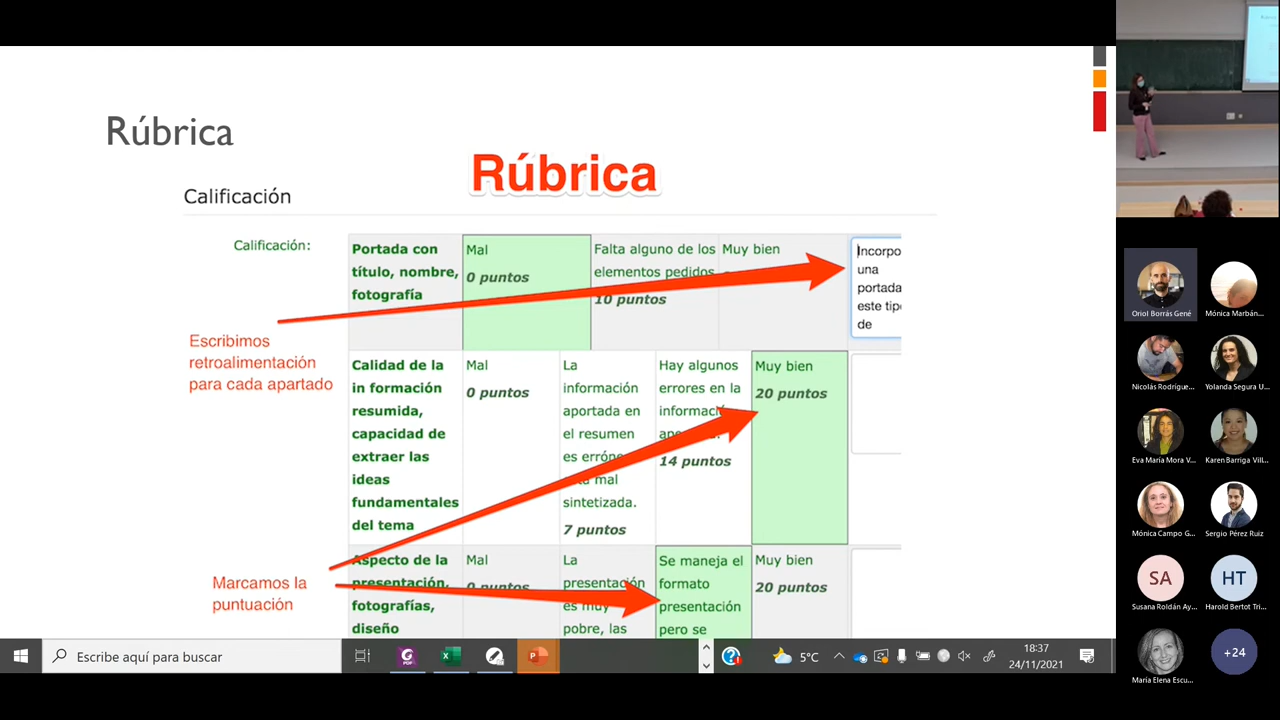 Rúbrica
Rúbrica
Calificación
Calificación:
Portada con
título, nombre,
fotografía
Mal
0 puntos
Falta alguno de los
elementos pedidos
10 puntos
Muy bien
Incorpo
una
portada
este tipo
de
Escribimos
retroalimentación
para cada apartado
Calidad de la
in formación
resumida,
capacidad de
extraer las
ideas
fundamentales
del tema
Mal
0 puntos
La
información
aportada en
el resumen
es erróne
mal
sintetizada.
7 puntos
Hay algunos
errores en la
informaci
14 puntos
Muy bien
20 puntos
Marcamos la
puntuación
Aspecto de la
presentación,
fotografías,
diseño
Mal
0 puntos
La
presentación
es muy
pobre, las
Se maneja el
formato
presentación
pero se
Muy bien
20 puntos
Escribe aquí para buscar
5°C
18:37
24/11/2021
Oriol Borrás Gené
Mónica Marbán...
Nicolás Rodrígue...
Yolanda Segura U...
Eva María Mora V...
Karen Barriga Vill...
Mónica Campo G...
Sergio Pérez Ruiz
SA
HT
Susana Roldán Ay...
Harold Bertot Tri...
María Elena Escu...
+24